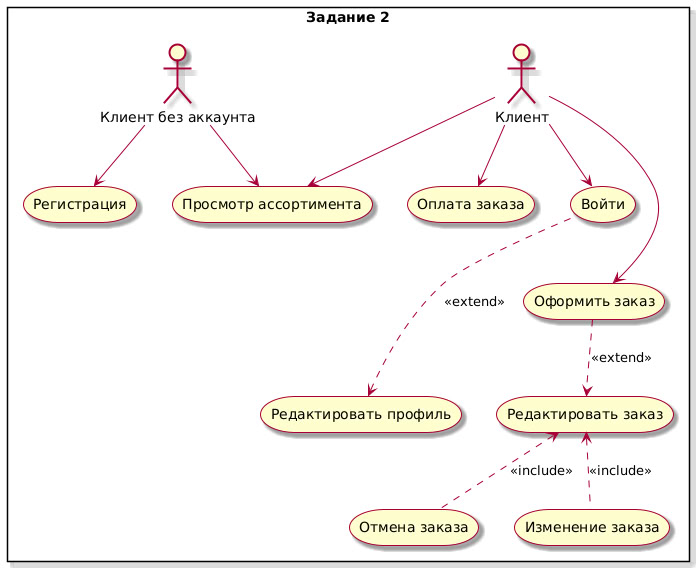 Задание 2
Клиент без аккаунта
Клиент
Регистрация
Просмотр ассортимента
Оплата заказа
Войти
«extend»
Оформить заказ
«extend»
Редактировать профиль
Редактировать заказ
«include»
«include»
Отмена заказа
Изменение заказа